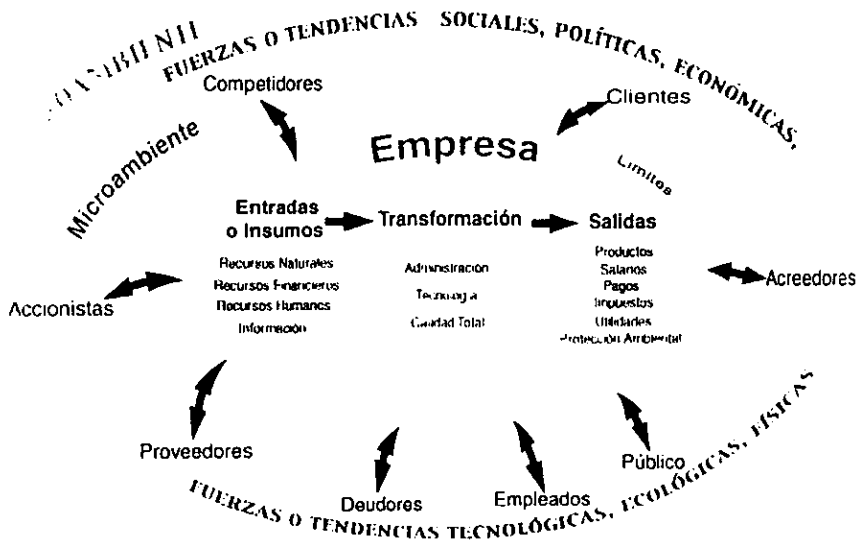 FUERZAS O TENDENCIAS SOCIALES, POLÍTICAS, ECONÓMICAS,
Competidores
Clientes
Microambiente
Empresa
Límites
Entradas
o Insumos
Transformación
Salidas
Recursos Naturales
Recursos Financieros
Recursos Humanos
Información
Administración
Tecnología
Calidad Total
Productos
Salarios
Pagos
Impuestos
Utilidades
Protección Ambiental
Accionistas
Acreedores
Proveedores
Deudores
Empleados
Público
FUERZAS O TENDENCIAS TECNOLÓGICAS, ECOLÓGICAS, FÍSICAS